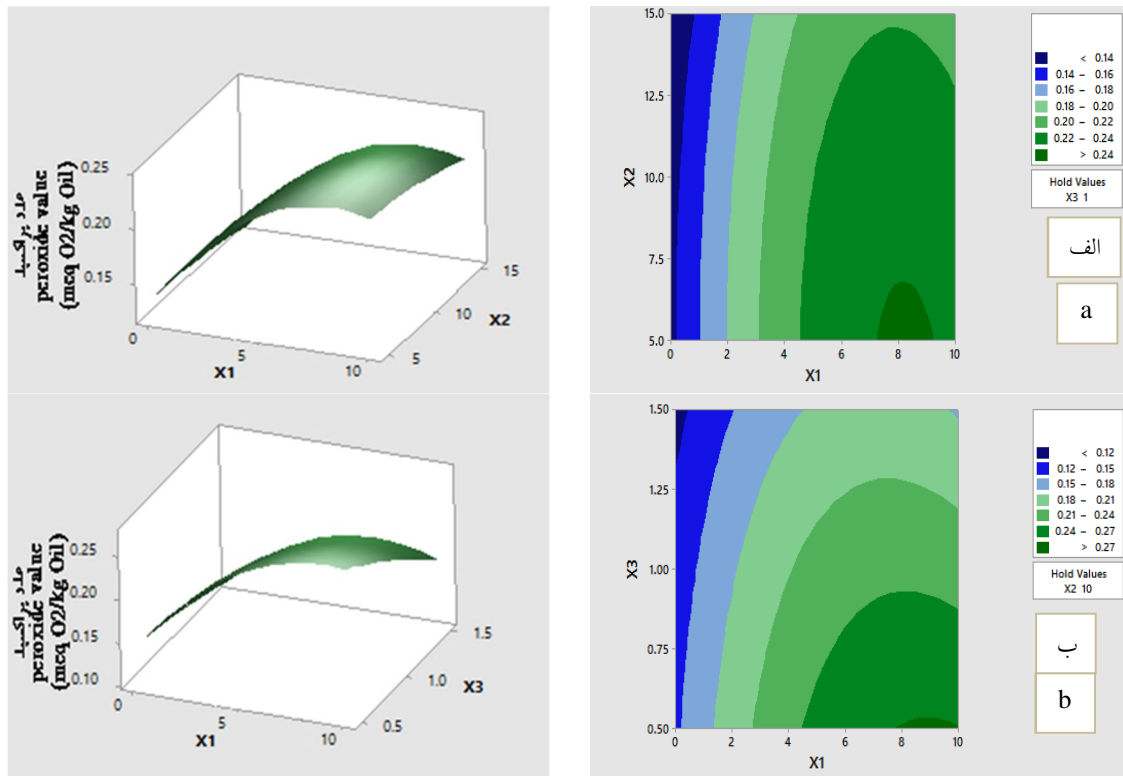 عدد پراکسید
peroxide value
(meq O2/kg Oil)
0.25
0.20
0.15
0
5
10
X1
5
10
15
X2
15.0
12.5
10.0
7.5
5.0
X2
0 2 4 6 8 10
X1
< 0.14
0.14 – 0.16
0.16 – 0.18
0.18 – 0.20
0.20 – 0.22
0.22 – 0.24
> 0.24
Hold Values
X3 1
الف
a
عدد پراکسید
peroxide value
(meq O2/kg Oil)
0.25
0.20
0.15
0.10
0
5
10
X1
0.5
1.0
1.5
X3
1.50
1.25
1.00
0.75
0.50
X3
0 2 4 6 8 10
X1
< 0.12
0.12 – 0.15
0.15 – 0.18
0.18 – 0.21
0.21 – 0.24
0.24 – 0.27
> 0.27
Hold Values
X2 10
ب
b